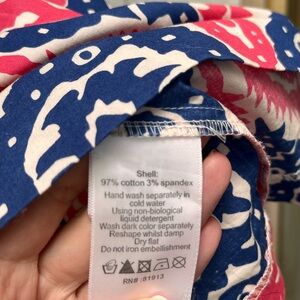 Shell:
97% cotton 3% spandex
Hand wash separately in
cold water
Using non-biological
liquid detergent
Wash dark color separately
Reshape whilst damp
Dry flat
Do not iron embellishment
RN#: 81913